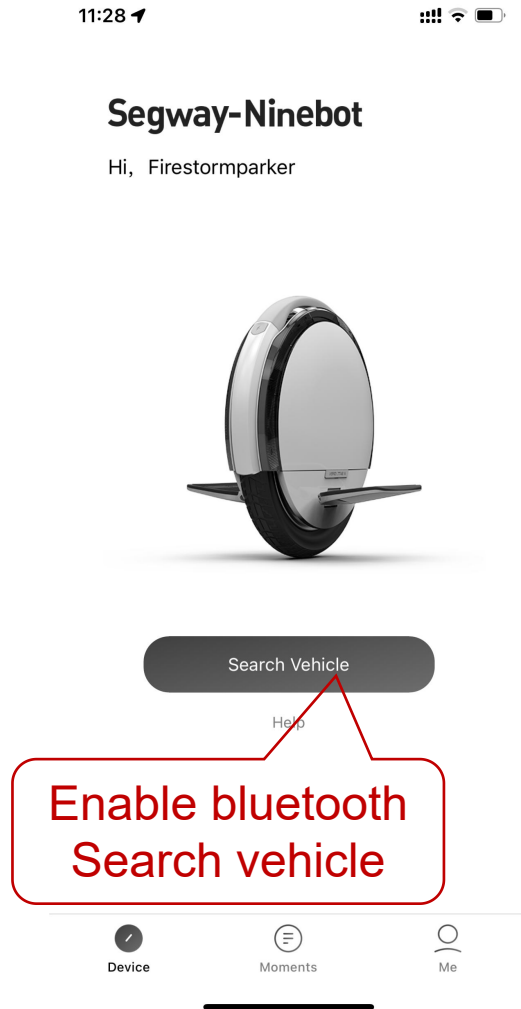 11:28
Segway-Ninebot
Hi, Firestormparker
Search Vehicle
Help
Enable bluetooth
Search vehicle
Device
Moments
Me